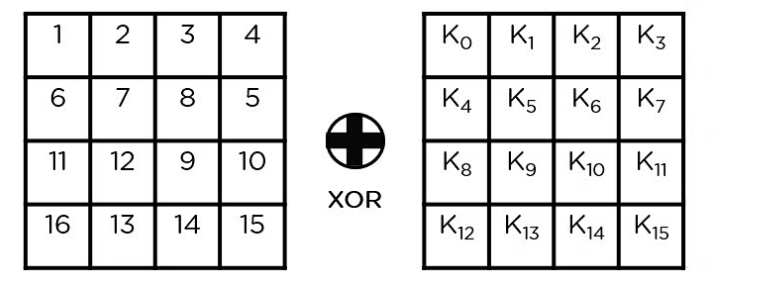 1 2 3 4 K₀ K₁ K₂ K₃
6 7 8 5 K₄ K₅ K₆ K₇
11 12 9 10 K₈ K₉ K₁₀ K₁₁
XOR
16 13 14 15 K₁₂ K₁₃ K₁₄ K₁₅